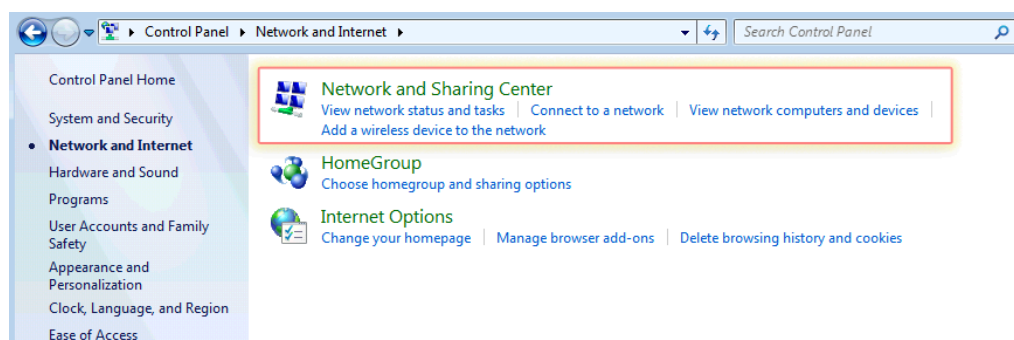 Control Panel Network and Internet Search Control Panel
Control Panel Home
System and Security
Network and Internet
Hardware and Sound
Programs
User Accounts and Family
Safety
Appearance and
Personalization
Clock, Language, and Region
Ease of Access
Network and Sharing Center
View network status and tasks Connect to a network View network computers and devices
Add a wireless device to the network
HomeGroup
Choose homegroup and sharing options
Internet Options
Change your homepage Manage browser add-ons Delete browsing history and cookies